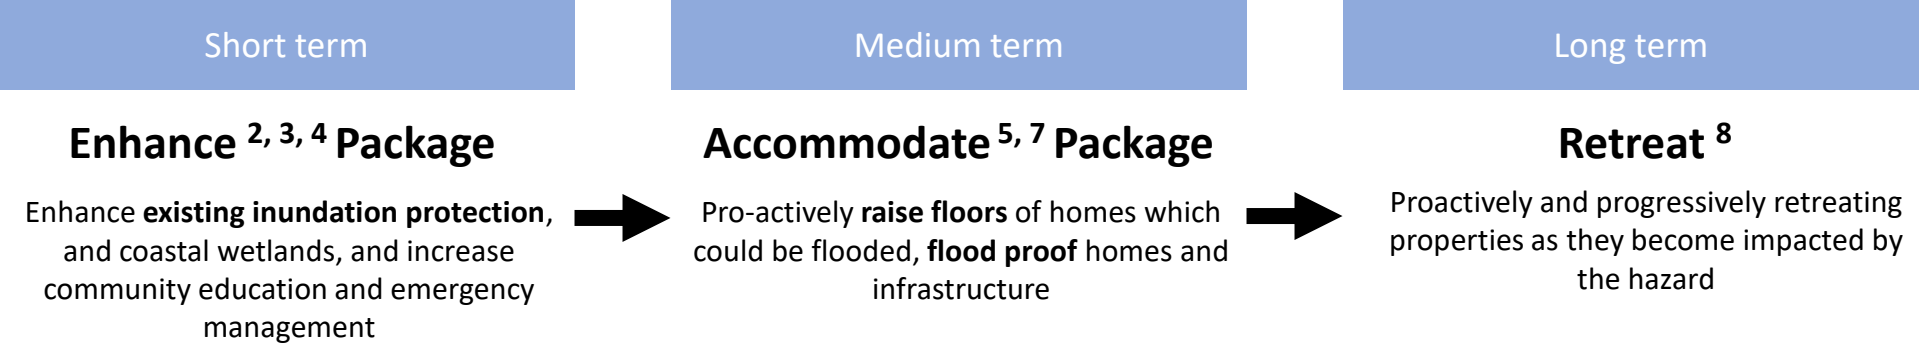 Short term
Enhance 2, 3, 4 Package
Enhance existing inundation protection,
and coastal wetlands, and increase
community education and emergency
management
Medium term
Accommodate 5, 7 Package
Pro-actively raise floors of homes which
could be flooded, flood proof homes and
infrastructure
Long term
Retreat 8
Proactively and progressively retreating
properties as they become impacted by
the hazard